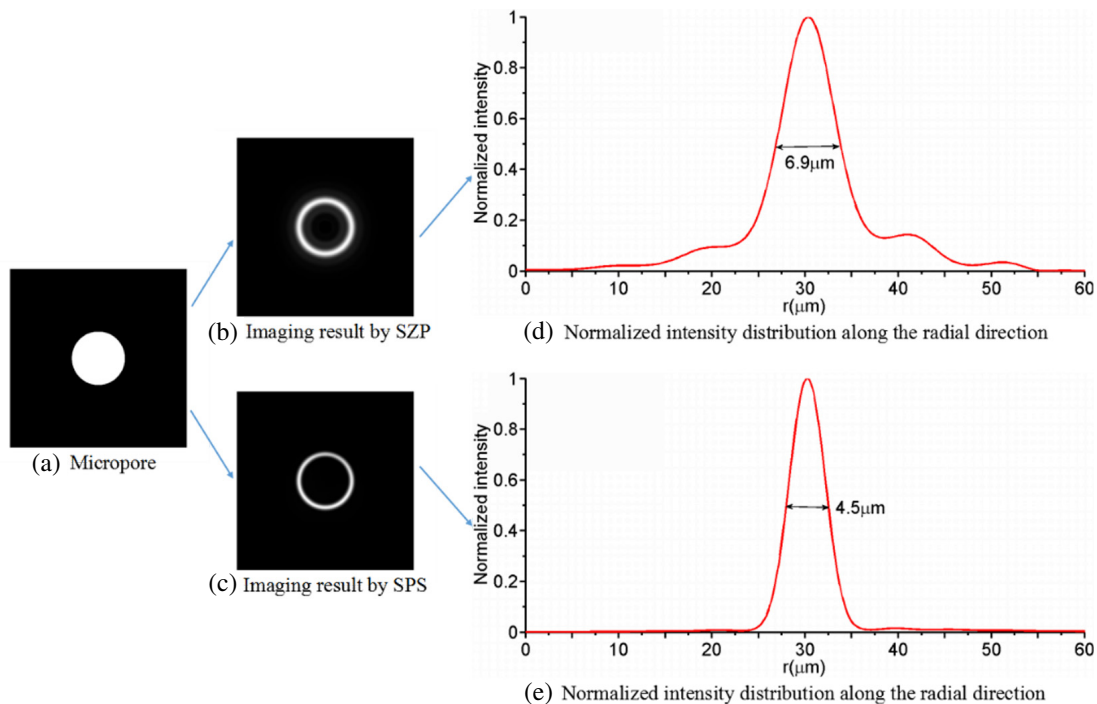 (a) Micropore
(b) Imaging result by SZP
(c) Imaging result by SPS
Normalized intensity
1
0.8
0.6
0.4
0.2
0
6.9μm
0 10 20 30 40 50 60
r(μm)
(d) Normalized intensity distribution along the radial direction
Normalized intensity
1
0.8
0.6
0.4
0.2
0
4.5μm
0 10 20 30 40 50 60
r(μm)
(e) Normalized intensity distribution along the radial direction